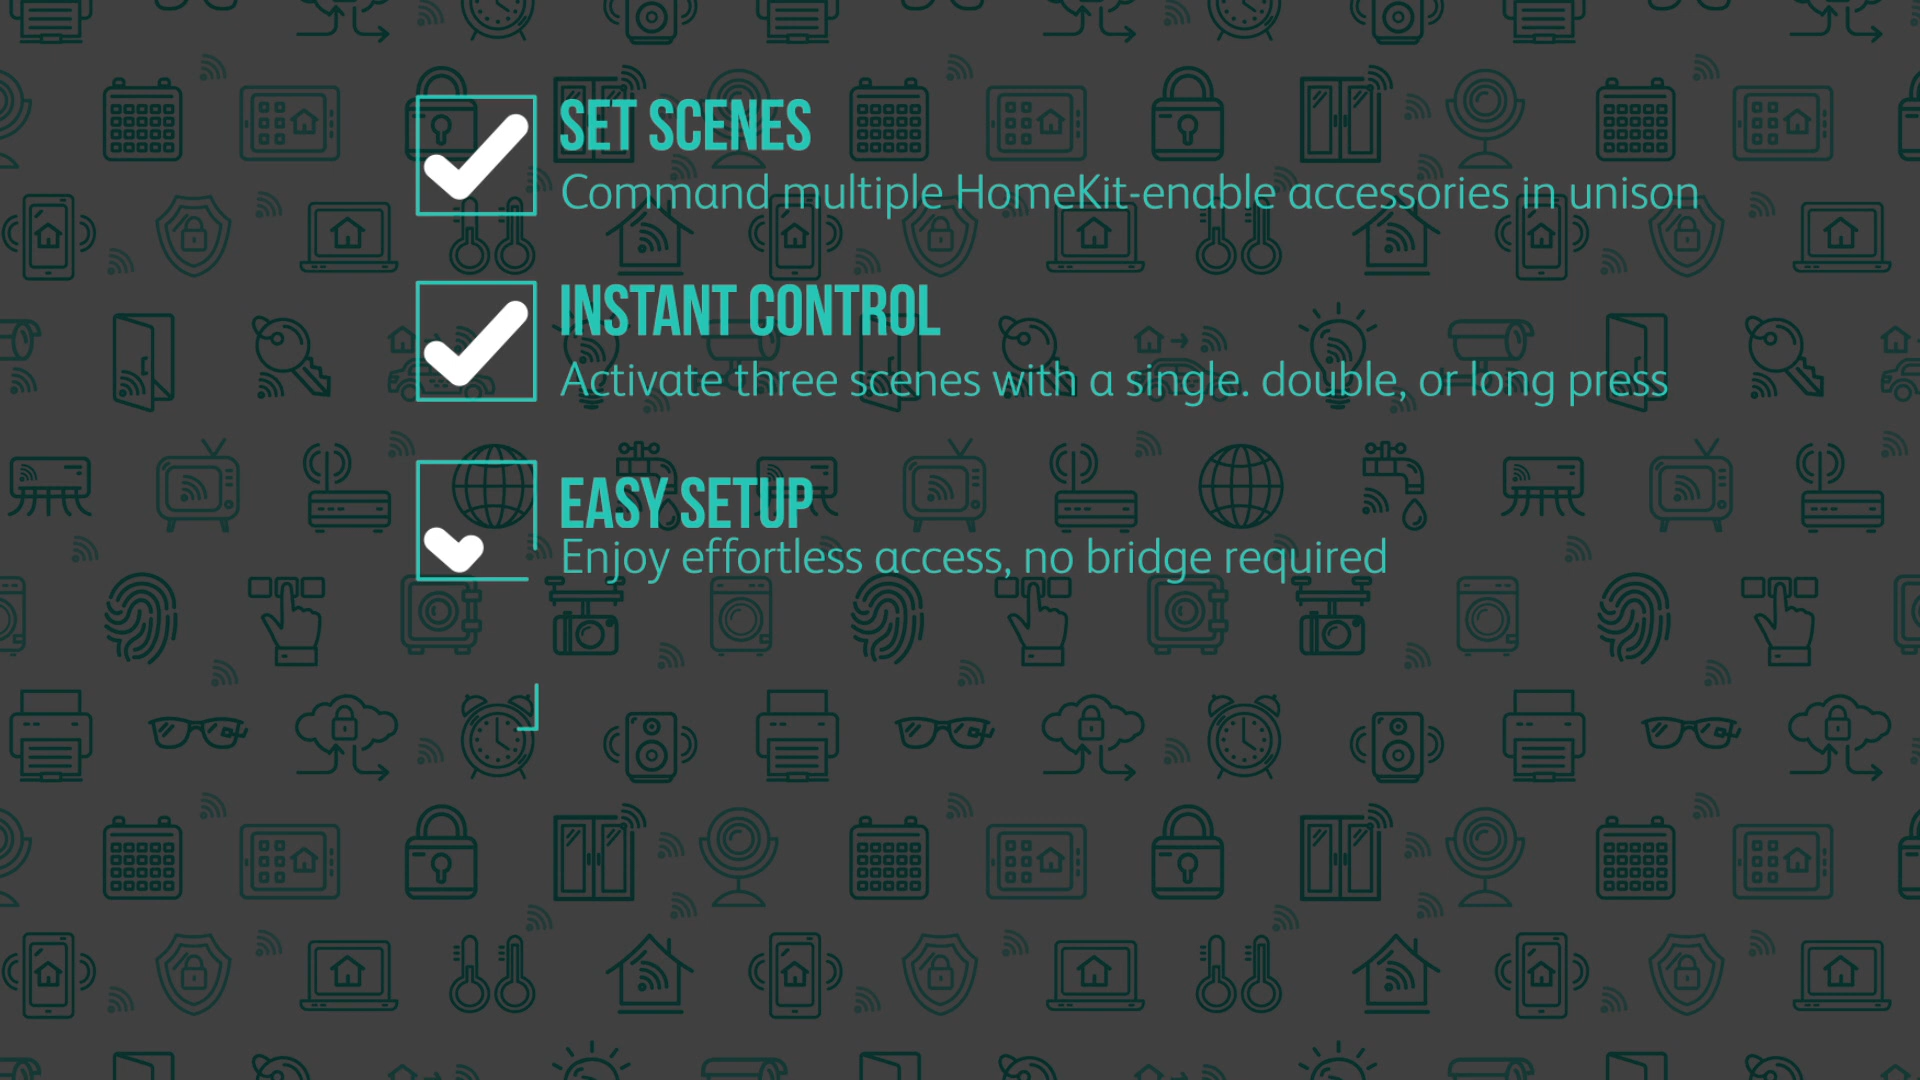 SET SCENES
Command multiple HomeKit-enable accessories in unison
INSTANT CONTROL
Activate three scenes with a single. double, or long press
EASY SETUP
Enjoy effortless access, no bridge required